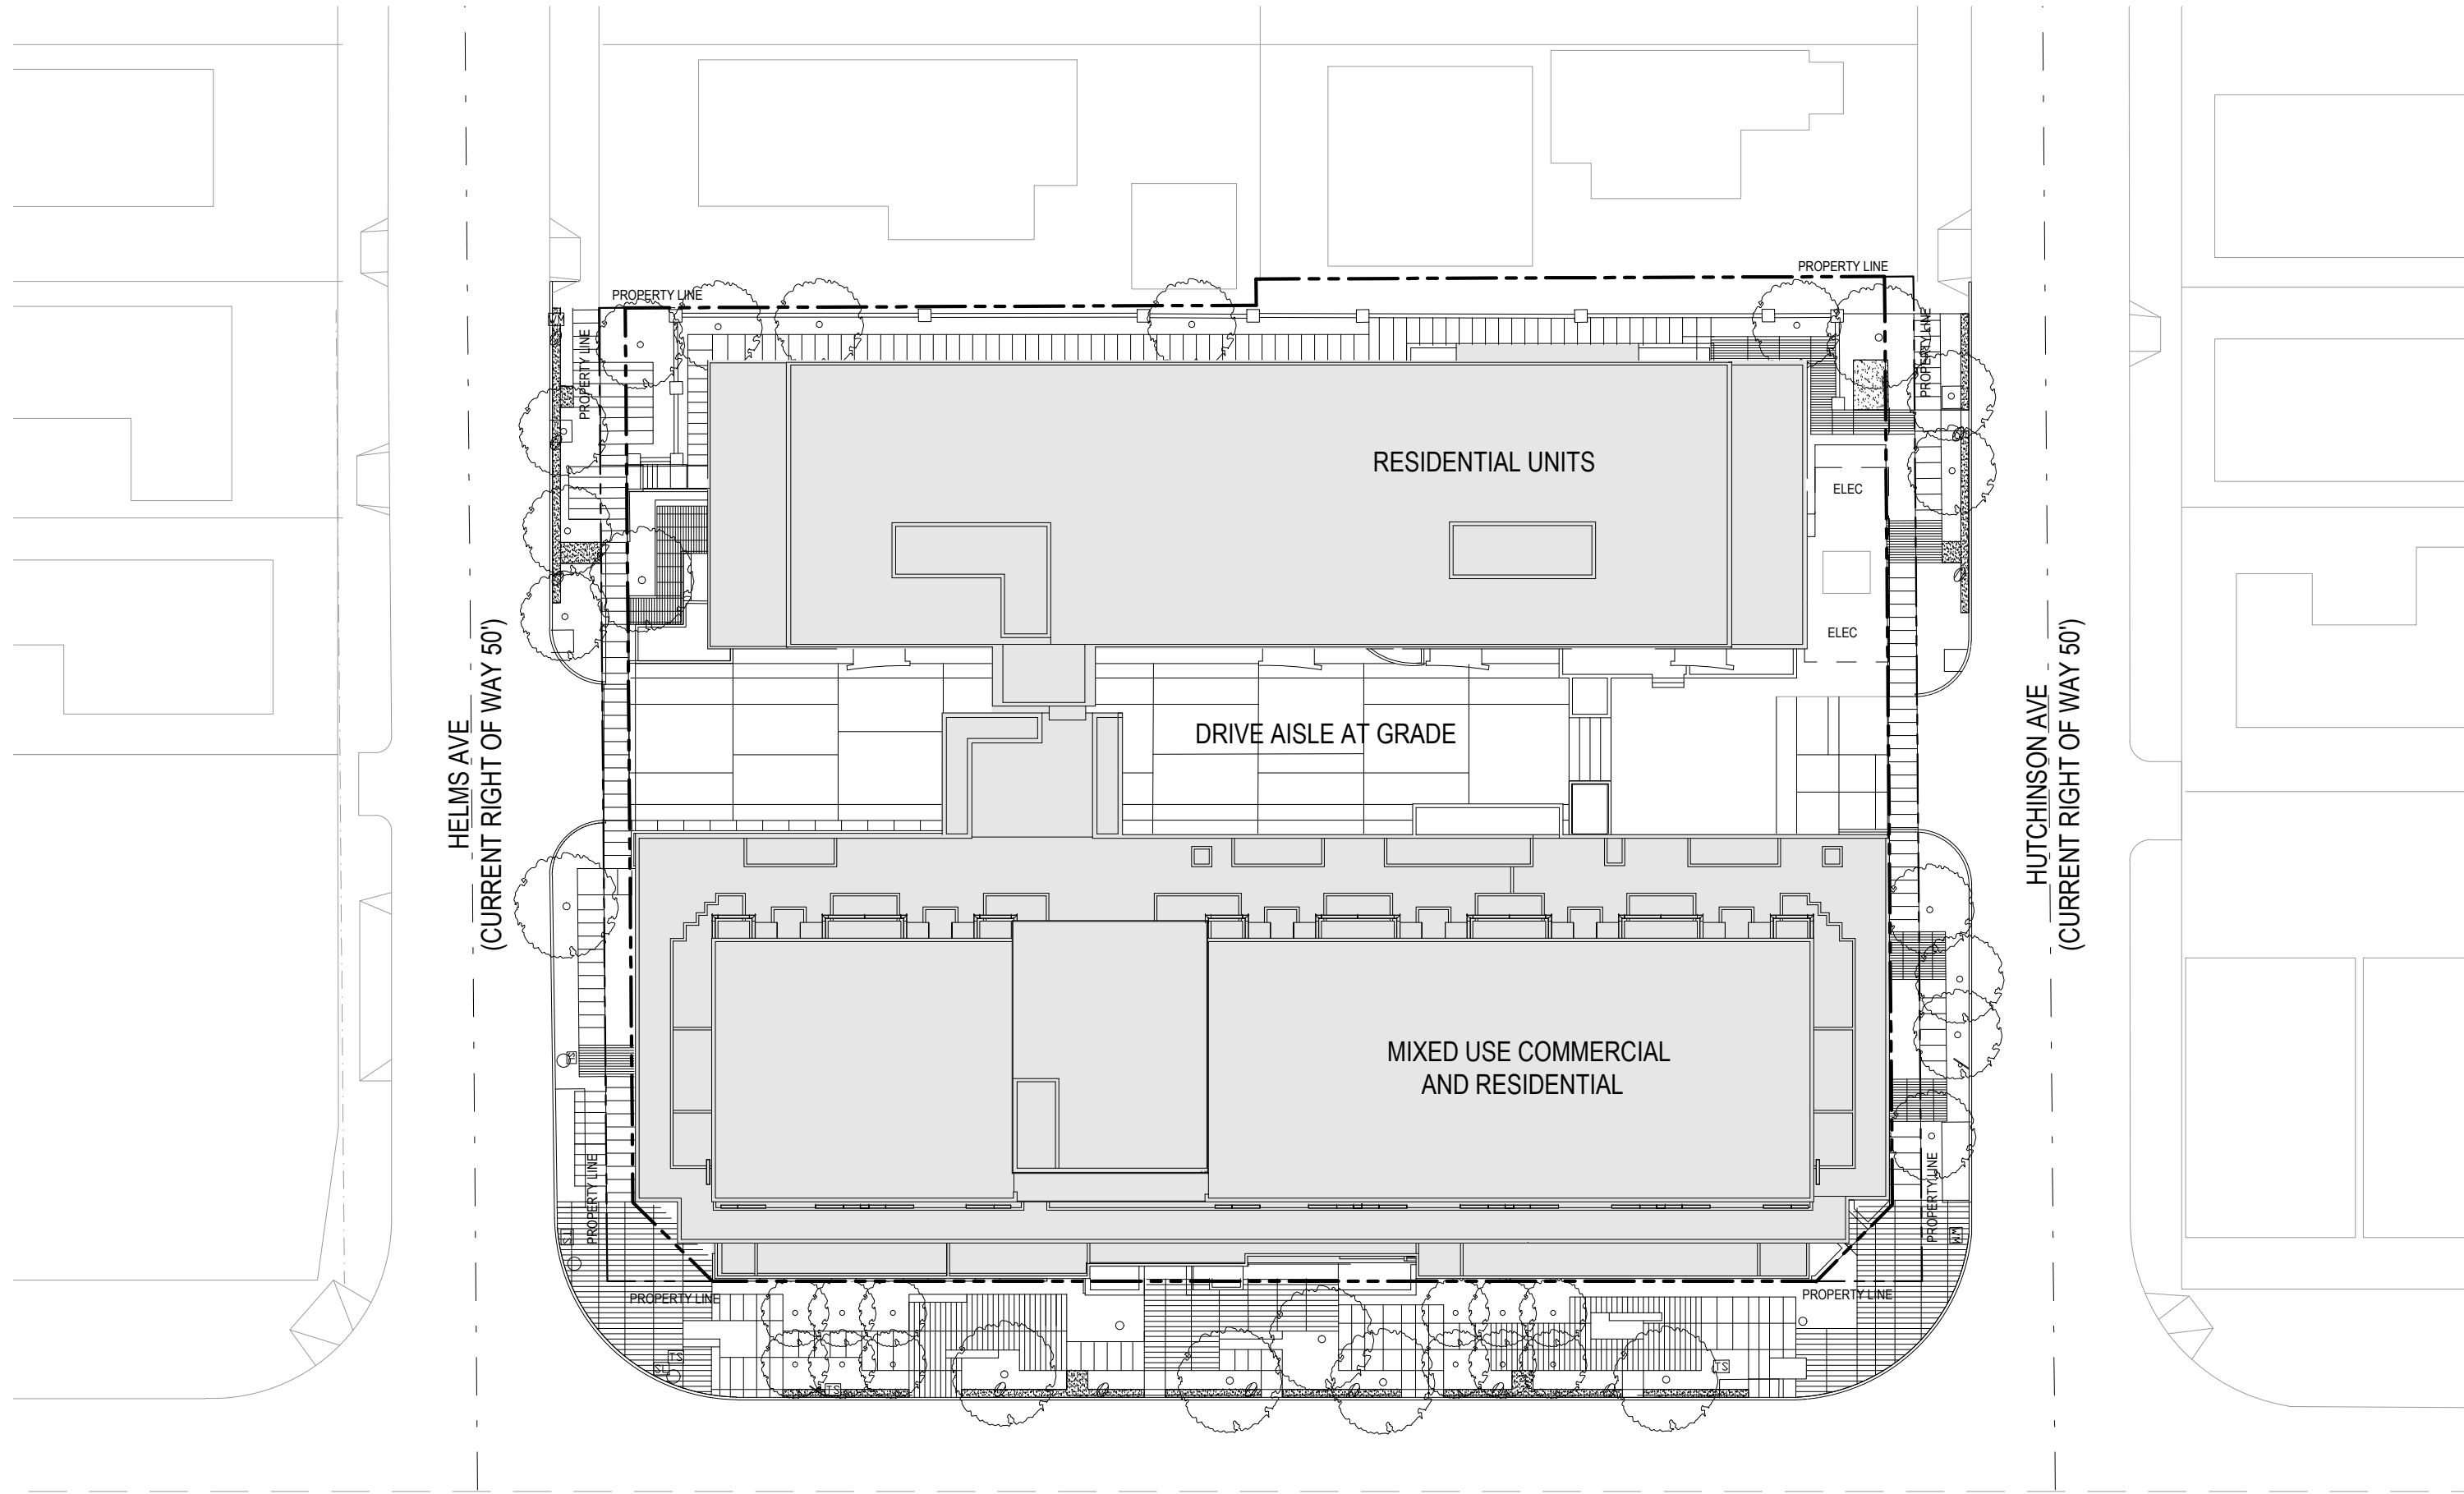 PROPERTY LINE
PROPERTY LINE
PROPERTY LINE
PROPERTY LINE
RESIDENTIAL UNITS
ELEC
ELEC
HELMS AVE
(CURRENT RIGHT OF WAY 50')
DRIVE AISLE AT GRADE
HUTCHINSON AVE
(CURRENT RIGHT OF WAY 50')
MIXED USE COMMERCIAL
AND RESIDENTIAL
PROPERTY LINE
PROPERTY LINE
PROPERTY LINE
PROPERTY LINE
WM
TS
TS
TS